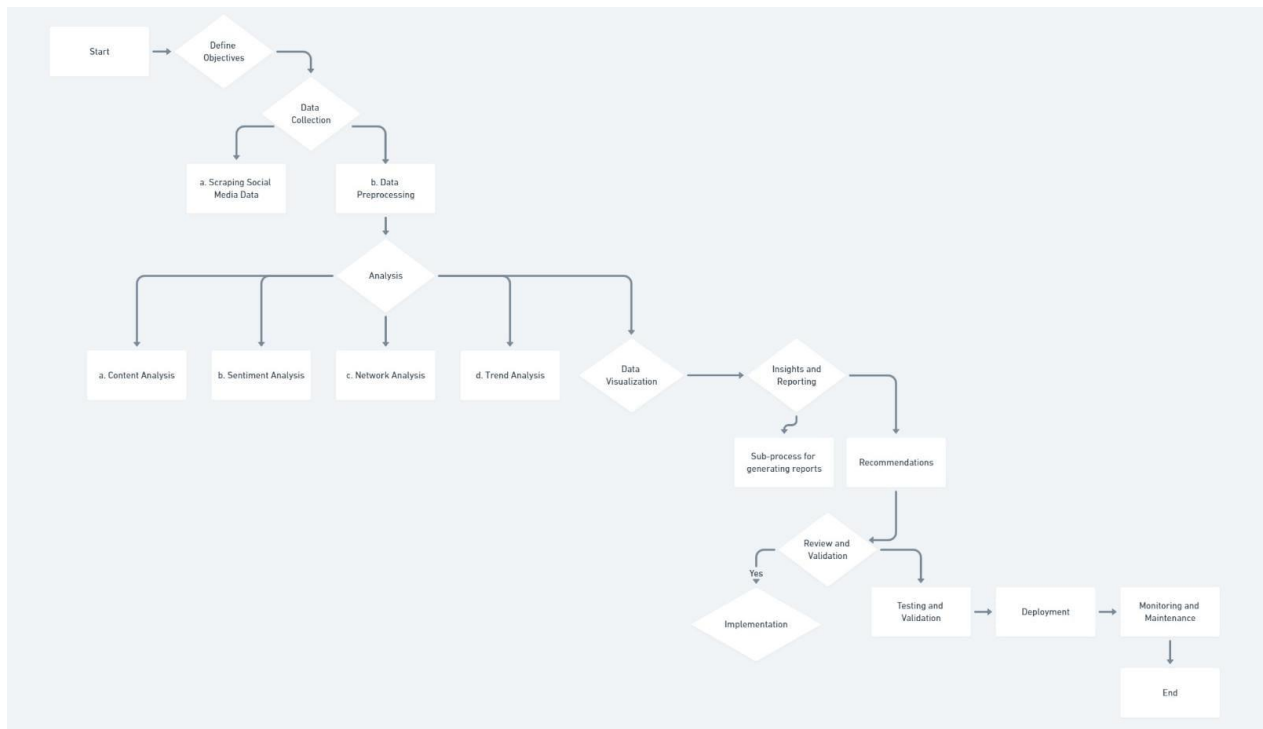 Start
Define
Objectives
Data
Collection
a. Scraping Social
Media Data
b. Data
Preprocessing
Analysis
a. Content Analysis
b. Sentiment Analysis
c. Network Analysis
d. Trend Analysis
Data
Visualization
Insights and
Reporting
Sub-process for
generating reports
Recommendations
Review and
Validation
Yes
Implementation
Testing and
Validation
Deployment
Monitoring and
Maintenance
End